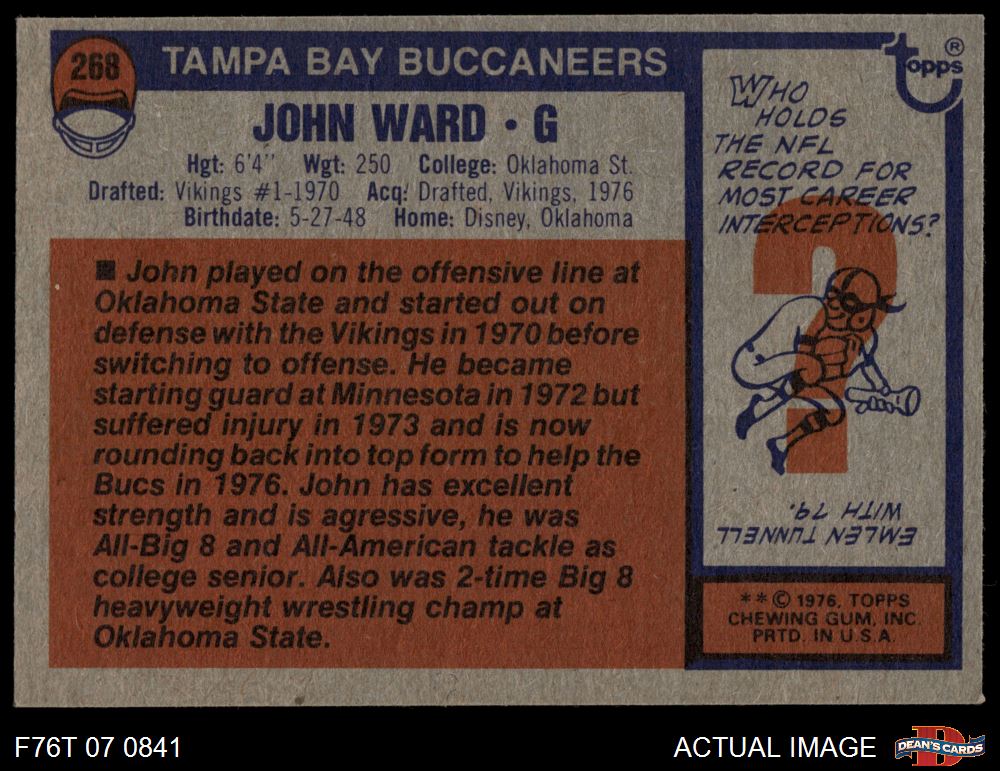 268
TAMPA BAY BUCCANEERS
JOHN WARD • G
Hgt: 6'4" Wgt: 250 College: Oklahoma St.
Drafted: Vikings #1-1970 Acq: Drafted, Vikings, 1976
Birthdate: 5-27-48 Home: Disney, Oklahoma
■ John played on the offensive line at
Oklahoma State and started out on
defense with the Vikings in 1970 before
switching to offense. He became
starting guard at Minnesota in 1972 but
suffered injury in 1973 and is now
rounding back into top form to help the
Bucs in 1976. John has excellent
strength and is agressive, he was
All-Big 8 and All-American tackle as
college senior. Also was 2-time Big 8
heavyweight wrestling champ at
Oklahoma State.
Topps ®
WHO
HOLDS
THE NFL
RECORD FOR
MOST CAREER
INTERCEPTIONS?
?
EMLEN TUNNELL
WITH 79.
** © 1976, TOPPS
CHEWING GUM, INC.
PRTD. IN U.S.A.
F76T 07 0841
ACTUAL IMAGE
D
DEAN'S CARDS